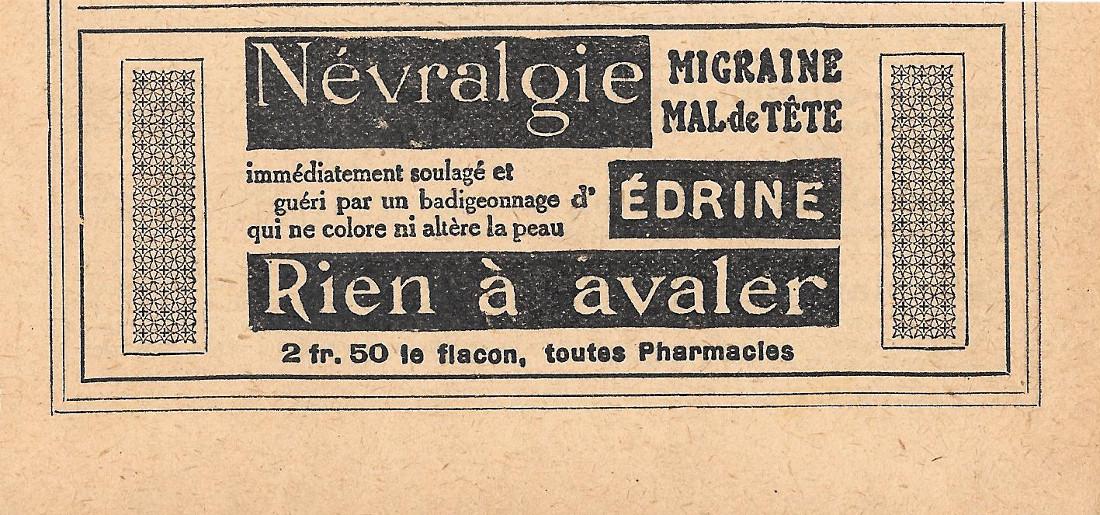 Névralgie
MIGRAINE
MAL-de TÊTE
immédiatement soulagé et
guéri par un badigeonnage d'
ÉDRINE
qui ne colore ni altère la peau
Rien à avaler
2 fr. 50 le flacon, toutes Pharmacies